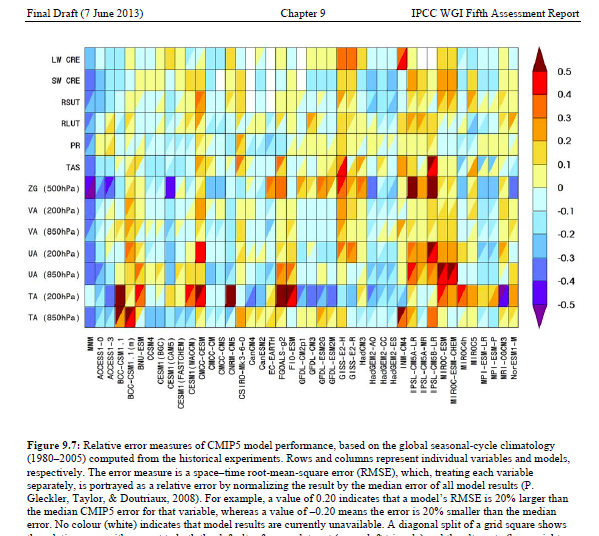 Final Draft (7 June 2013) Chapter 9 IPCC WGI Fifth Assessment Report
LW CRE
SW CRE
RSUT
RLUT
PR
TAS
ZG (500hPa)
VA (200hPa)
VA (850hPa)
UA (200hPa)
UA (850hPa)
TA (200hPa)
TA (850hPa)
0.5
0.4
0.3
0.2
0.1
0
-0.1
-0.2
-0.3
-0.4
-0.5
MMM
ACCESS1-0
ACCESS1-3
BCC-CSM1.1
BCC-CSM1.1(m)
BNU-ESM
CCSM4
CESM1(BGC)
CESM1(CAM5)
CESM1(FASTCHEM)
CESM1(WACCM)
CMCC-CESM
CMCC-CM
CMCC-CMS
CNRM-CM5
CSIRO-Mk3-6-0
CanCM4
CanESM2
EC-EARTH
FGOALS-g2
FIO-ESM
GFDL-CM2p1
GFDL-CM3
GFDL-ESM2G
GFDL-ESM2M
GISS-E2-H
GISS-E2-R
HadCM3
HadGEM2-AO
HadGEM2-CC
HadGEM2-ES
INM-CM4
IPSL-CM5A-LR
IPSL-CM5A-MR
IPSL-CM5B-LR
MIROC-ESM
MIROC-ESM-CHEM
MIROC4h
MIROC5
MPI-ESM-LR
MPI-ESM-P
MRI-CGCM3
NorESM1-M
Figure 9.7: Relative error measures of CMIP5 model performance, based on the global seasonal-cycle climatology
(1980–2005) computed from the historical experiments. Rows and columns represent individual variables and models,
respectively. The error measure is a space–time root-mean-square error (RMSE), which, treating each variable
separately, is portrayed as a relative error by normalizing the result by the median error of all model results (P.
Gleckler, Taylor, & Doutriaux, 2008). For example, a value of 0.20 indicates that a model's RMSE is 20% larger than
the median CMIP5 error for that variable, whereas a value of –0.20 means the error is 20% smaller than the median
error. No colour (white) indicates that model results are currently unavailable. A diagonal split of a grid square shows